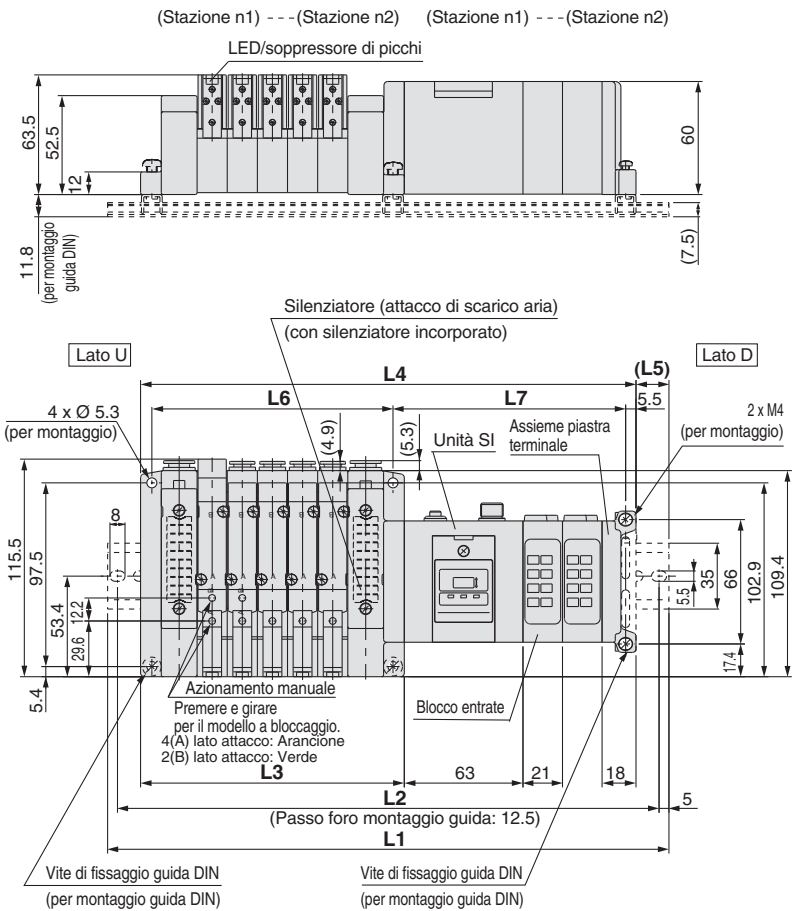 (Stazione n1) ---(Stazione n2) (Stazione n1) ---(Stazione n2)
LED/soppressore di picchi
63.5
52.5
12
60
11.8
(per montaggio
guida DIN)
(7.5)
Silenziatore (attacco di scarico aria)
(con silenziatore incorporato)
Lato U
Lato D
L4
(L5)
L6
L7
5.5
4 x Ø 5.3
(per montaggio)
(4.9)
(5.3)
Unità SI
Assieme piastra
terminale
2 x M4
(per montaggio)
8
115.5
97.5
53.4
12.2
29.6
5.4
5.5
35
66
17.4
102.9
109.4
Azionamento manuale
Premere e girare
per il modello a bloccaggio.
4(A) lato attacco: Arancione
2(B) lato attacco: Verde
Blocco entrate
L3
63
21
18
L2
5
(Passo foro montaggio guida: 12.5)
L1
Vite di fissaggio guida DIN
(per montaggio guida DIN)
Vite di fissaggio guida DIN
(per montaggio guida DIN)